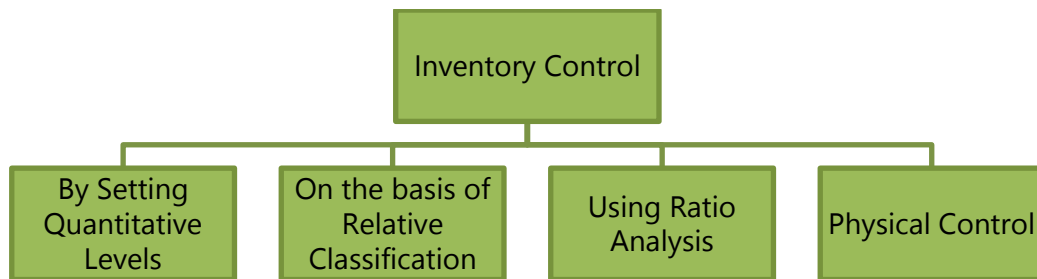 Inventory Control
By Setting
Quantitative
Levels
On the basis of
Relative
Classification
Using Ratio
Analysis
Physical Control